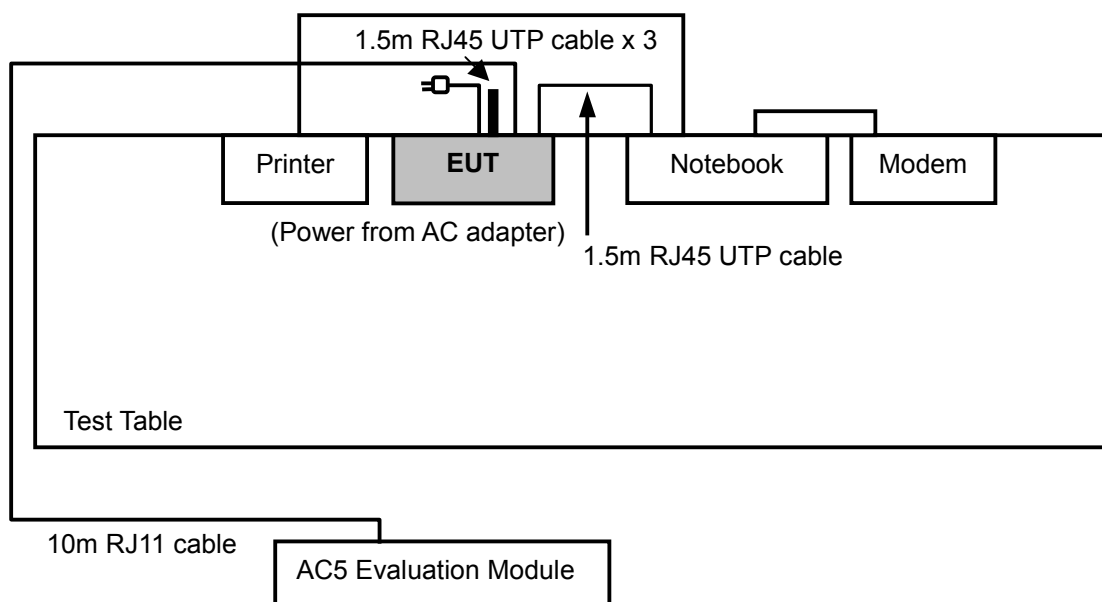 1.5m RJ45 UTP cable x 3
Printer
EUT
Notebook
Modem
(Power from AC adapter)
1.5m RJ45 UTP cable
Test Table
10m RJ11 cable
AC5 Evaluation Module